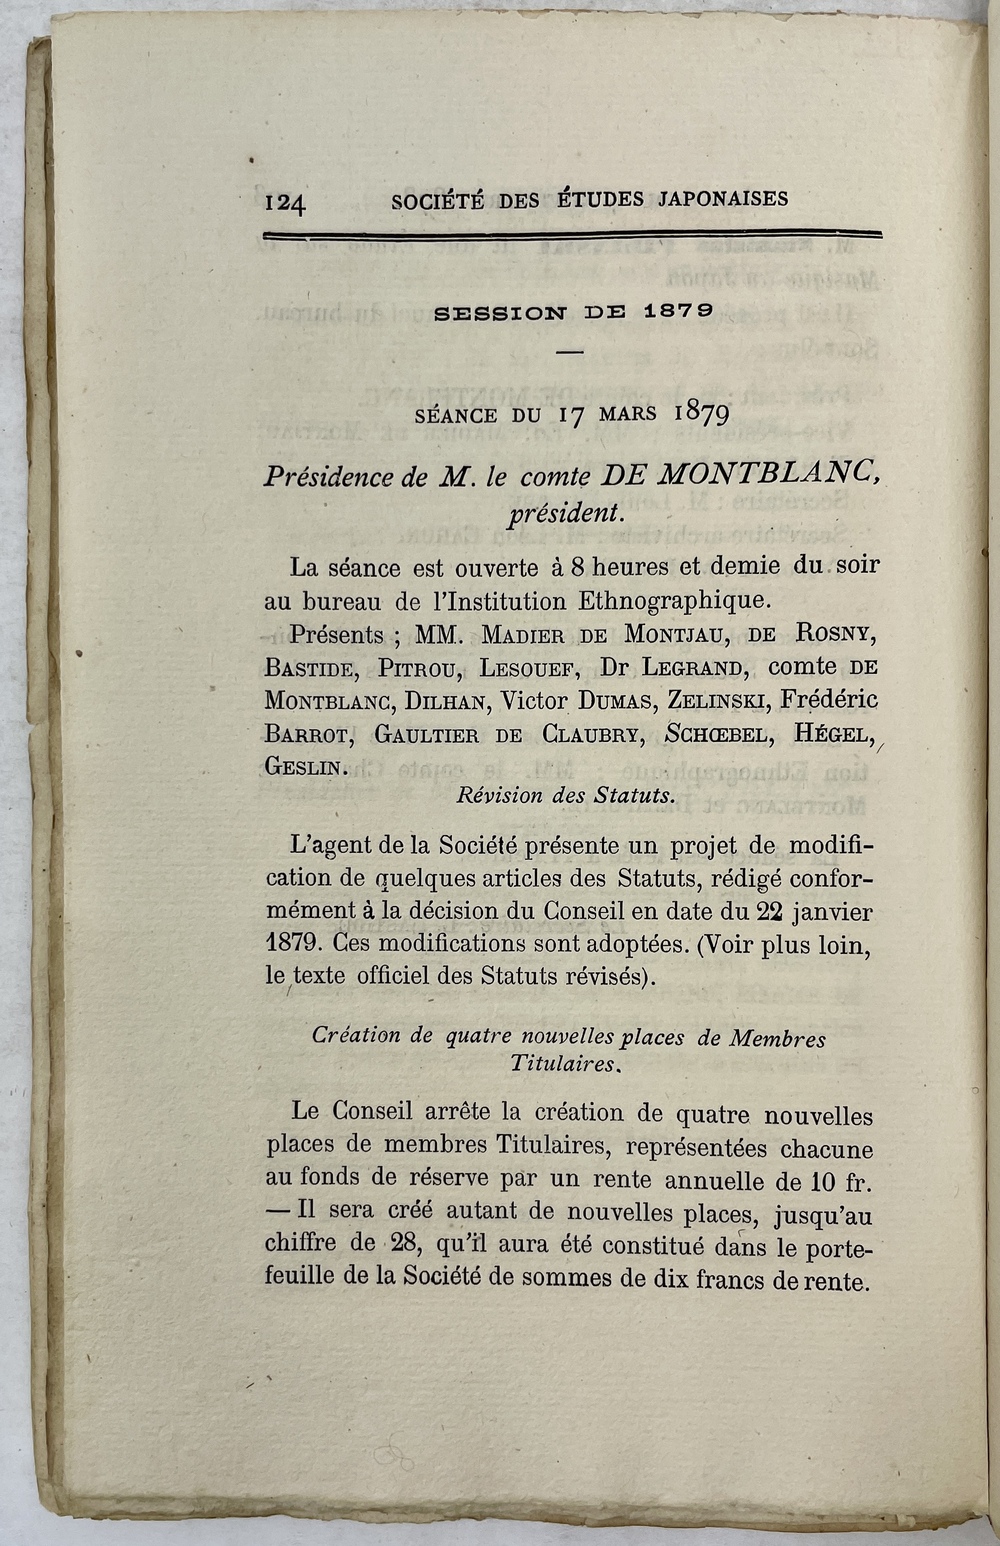 124 SOCIÉTÉ DES ÉTUDES JAPONAISES
SESSION DE 1879
SÉANCE DU 17 MARS 1879
Présidence de M. le comte DE MONTBLANC,
président.
La séance est ouverte à 8 heures et demie du soir
au bureau de l'Institution Ethnographique.
Présents ; MM. MADIER DE MONTJAU, DE ROSNY,
BASTIDE, PITROU, LESOUEF, Dr LEGRAND, comte DE
MONTBLANC, DILHAN, Victor DUMAS, ZELINSKI, Frédéric
BARROT, GAULTIER DE CLAUBRY, SCHŒBEL, HÉGEL,
GESLIN.
Révision des Statuts.
L'agent de la Société présente un projet de modifi-
cation de quelques articles des Statuts, rédigé confor-
mément à la décision du Conseil en date du 22 janvier
1879. Ces modifications sont adoptées. (Voir plus loin,
le texte officiel des Statuts révisés).
Création de quatre nouvelles places de Membres
Titulaires.
Le Conseil arrête la création de quatre nouvelles
places de membres Titulaires, représentées chacune
au fonds de réserve par un rente annuelle de 10 fr.
— Il sera créé autant de nouvelles places, jusqu'au
chiffre de 28, qu'il aura été constitué dans le porte-
feuille de la Société de sommes de dix francs de rente.